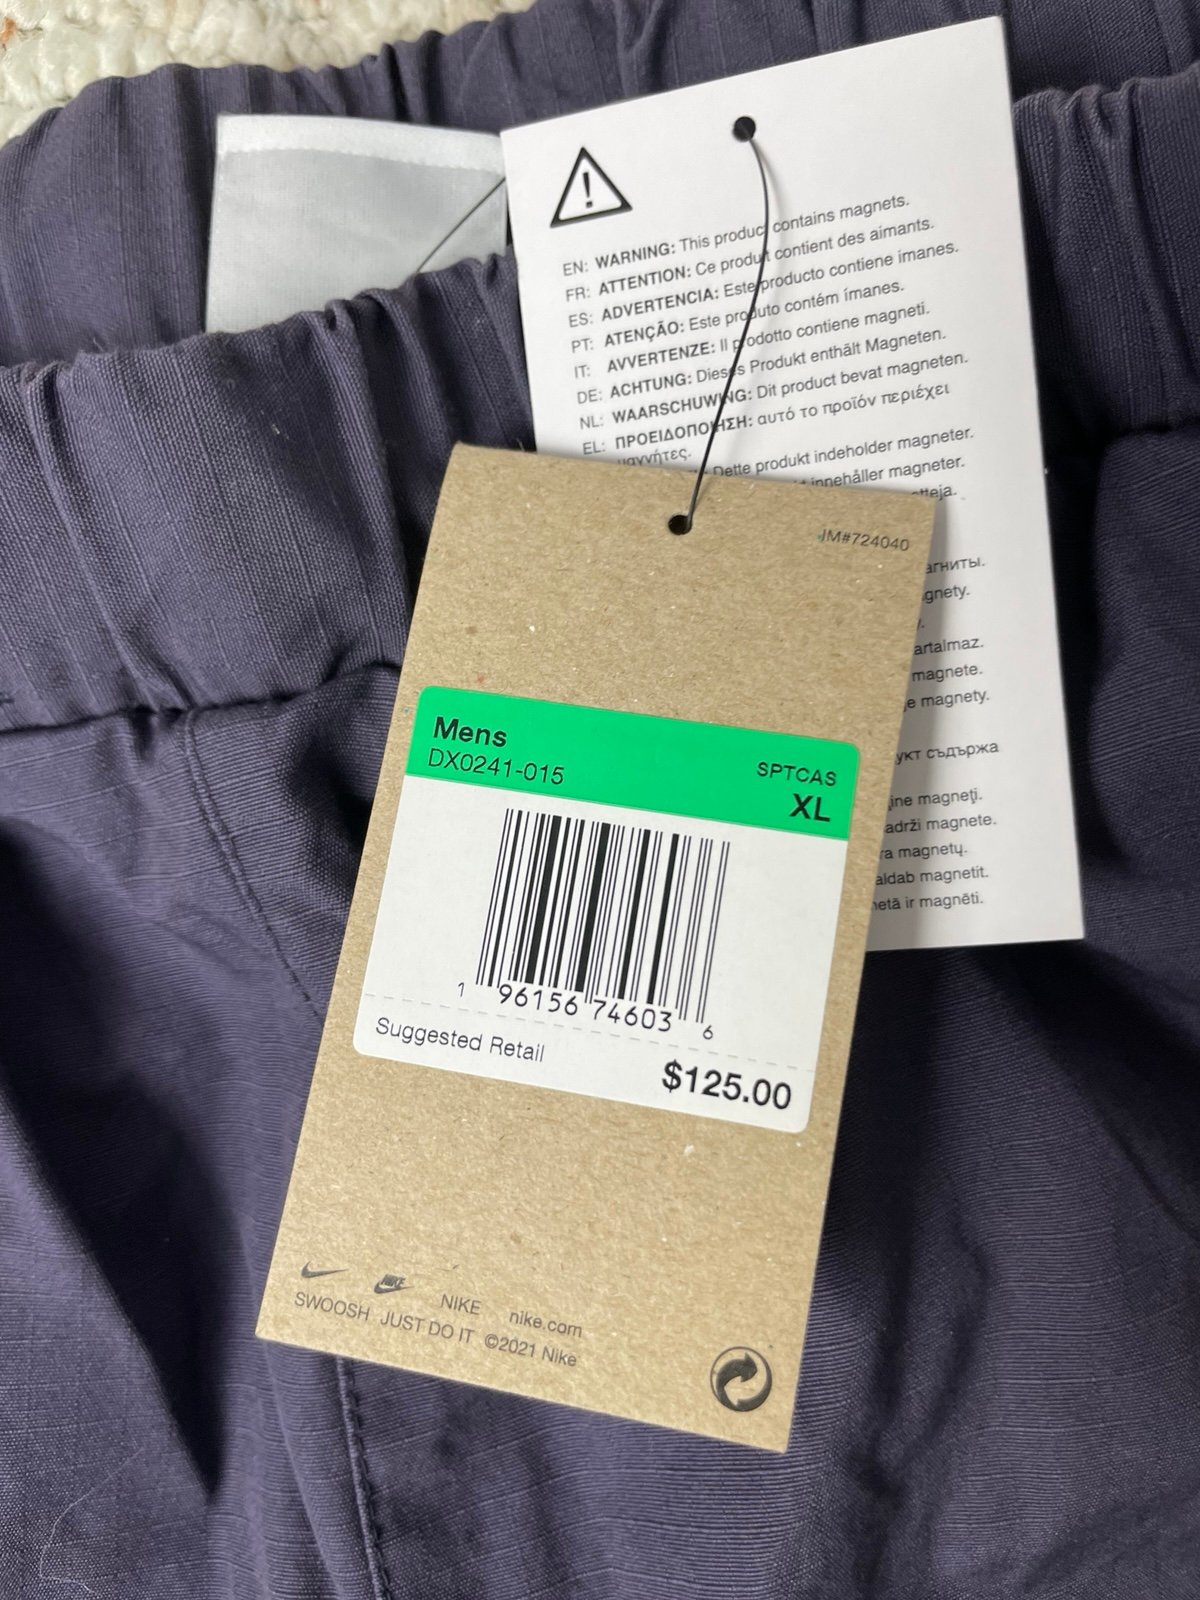 EN: WARNING: This product contains magnets.
FR: ATTENTION: Ce produit contient des aimants.
ES: ADVERTENCIA: Este producto contiene imanes.
PT: ATENÇÃO: Este produto contém ímanes.
IT: AVVERTENZE: Il prodotto contiene magneti.
DE: ACHTUNG: Dieses Produkt enthält Magneten.
NL: WAARSCHUWING: Dit product bevat magneten.
EL: ΠΡΟΕΙΔΟΠΟΙΗΣΗ: αυτό το προϊόν περιέχει
μαγνήτες.
Dette produkt indeholder magneter.
innehåller magneter.
magnete.
magnety.
съдържа
magneţi.
magnete.
magnetų.
magnetit.
ir magnēti.
JM#724040
Mens
DX0241-015
SPTCAS
XL
1 96156 74603 6
Suggested Retail
$125.00
NIKE
NIKE nike.com
SWOOSH JUST DO IT ©2021 Nike